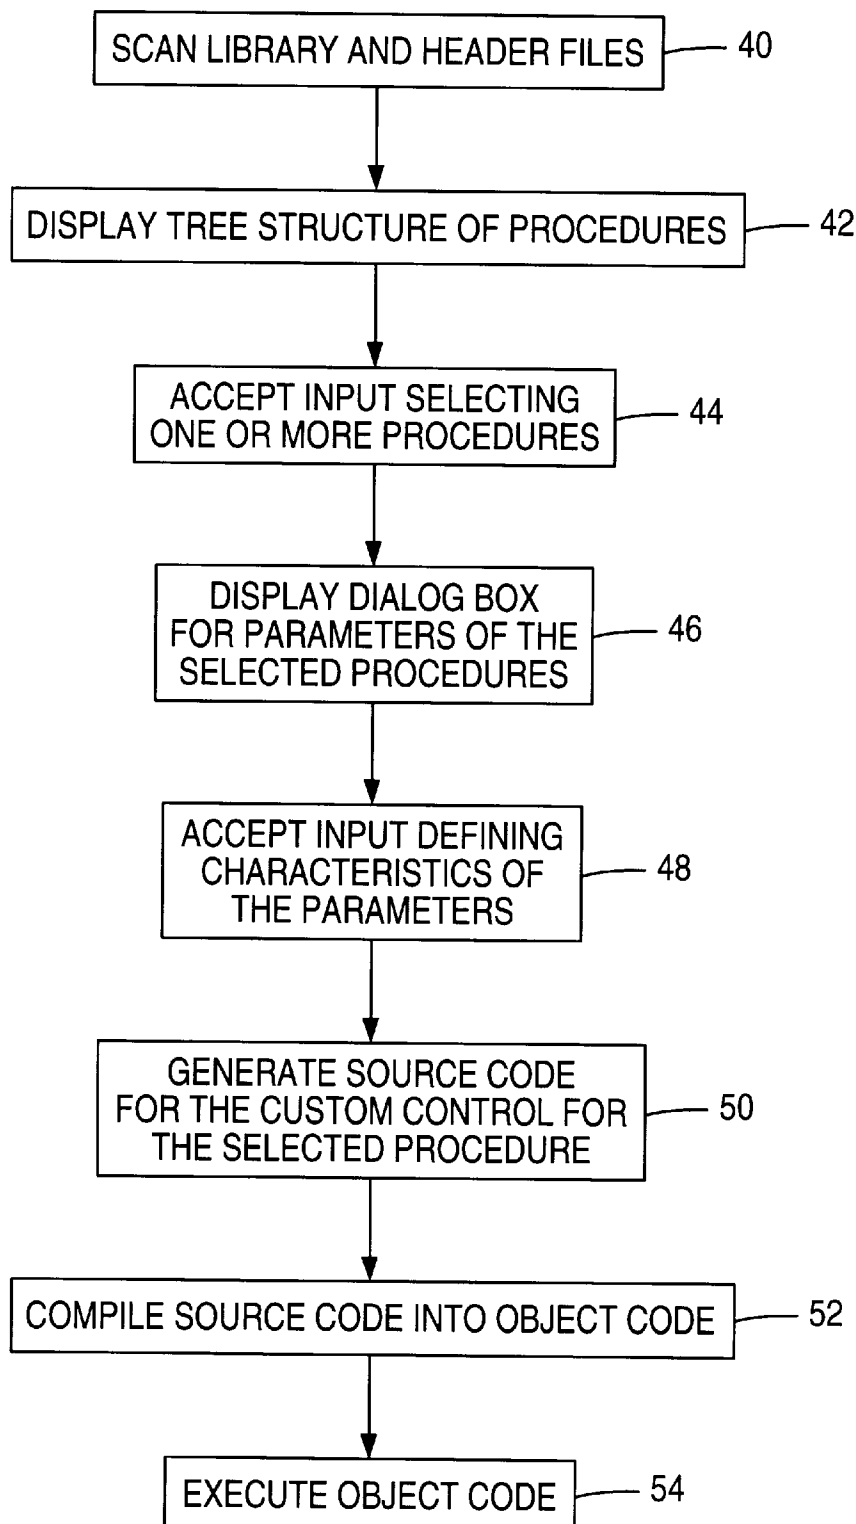 SCAN LIBRARY AND HEADER FILES
40
DISPLAY TREE STRUCTURE OF PROCEDURES
42
ACCEPT INPUT SELECTING
ONE OR MORE PROCEDURES
44
DISPLAY DIALOG BOX
FOR PARAMETERS OF THE
SELECTED PROCEDURES
46
ACCEPT INPUT DEFINING
CHARACTERISTICS OF
THE PARAMETERS
48
GENERATE SOURCE CODE
FOR THE CUSTOM CONTROL FOR
THE SELECTED PROCEDURE
50
COMPILE SOURCE CODE INTO OBJECT CODE
52
EXECUTE OBJECT CODE
54